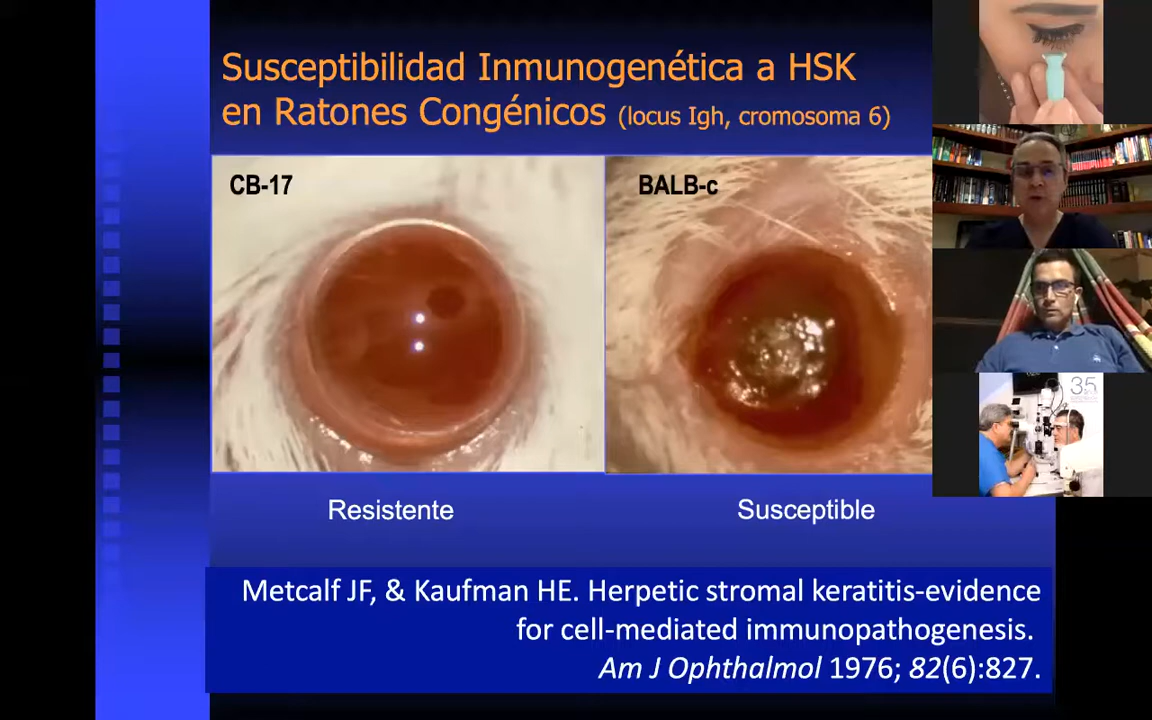 Susceptibilidad Inmunogenética a HSK
en Ratones Congénicos (locus Igh, cromosoma 6)
CB-17
BALB-c
Resistente
Susceptible
Metcalf JF, & Kaufman HE. Herpetic stromal keratitis-evidence
for cell-mediated immunopathogenesis.
Am J Ophthalmol 1976; 82(6):827.
35